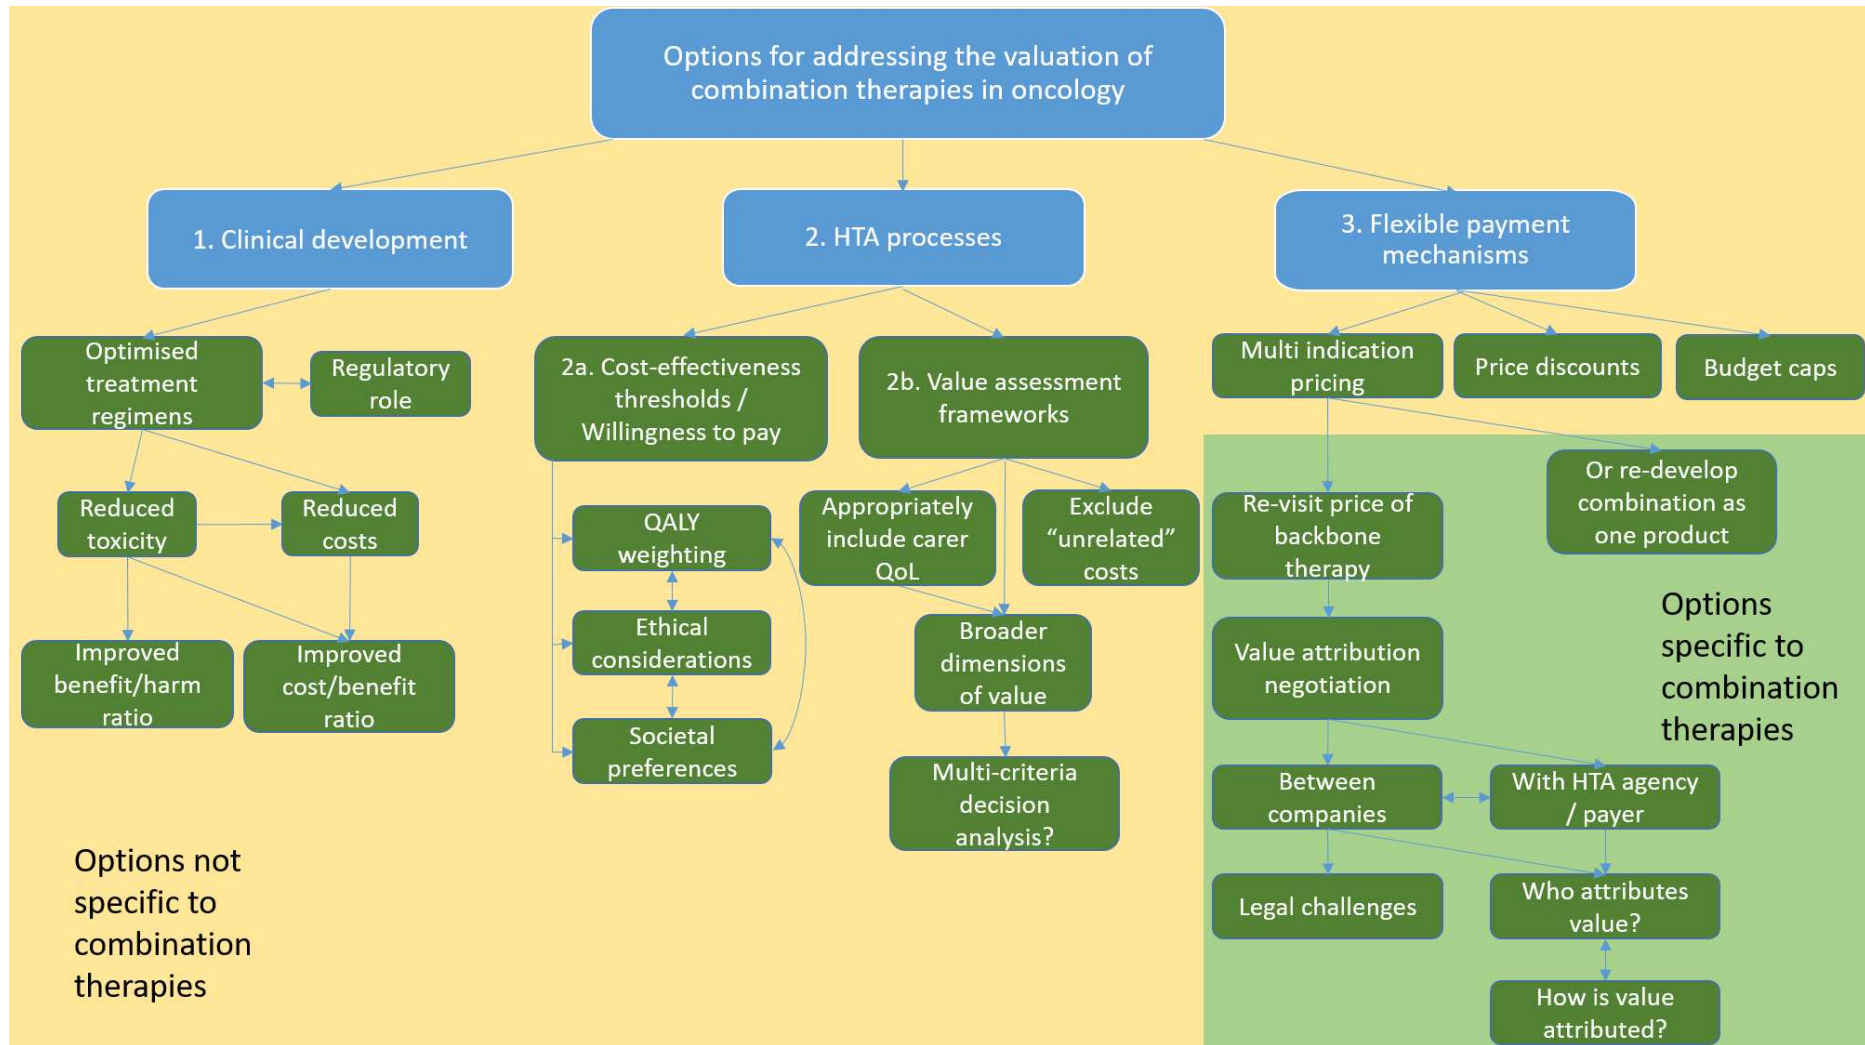 Options for addressing the valuation of
combination therapies in oncology
1. Clinical development
2. HTA processes
3. Flexible payment
mechanisms
Optimised
treatment
regimens
Regulatory
role
Reduced
toxicity
Reduced
costs
Improved
benefit/harm
ratio
Improved
cost/benefit
ratio
2a. Cost-effectiveness
thresholds /
Willingness to pay
2b. Value assessment
frameworks
QALY
weighting
Ethical
considerations
Societal
preferences
Appropriately
include carer
QoL
Exclude
“unrelated”
costs
Broader
dimensions
of value
Multi-criteria
decision
analysis?
Multi indication
pricing
Price discounts
Budget caps
Re-visit price of
backbone
therapy
Or re-develop
combination as
one product
Value attribution
negotiation
Between
companies
With HTA agency
/ payer
Legal challenges
Who attributes
value?
How is value
attributed?
Options
specific to
combination
therapies
Options not
specific to
combination
therapies